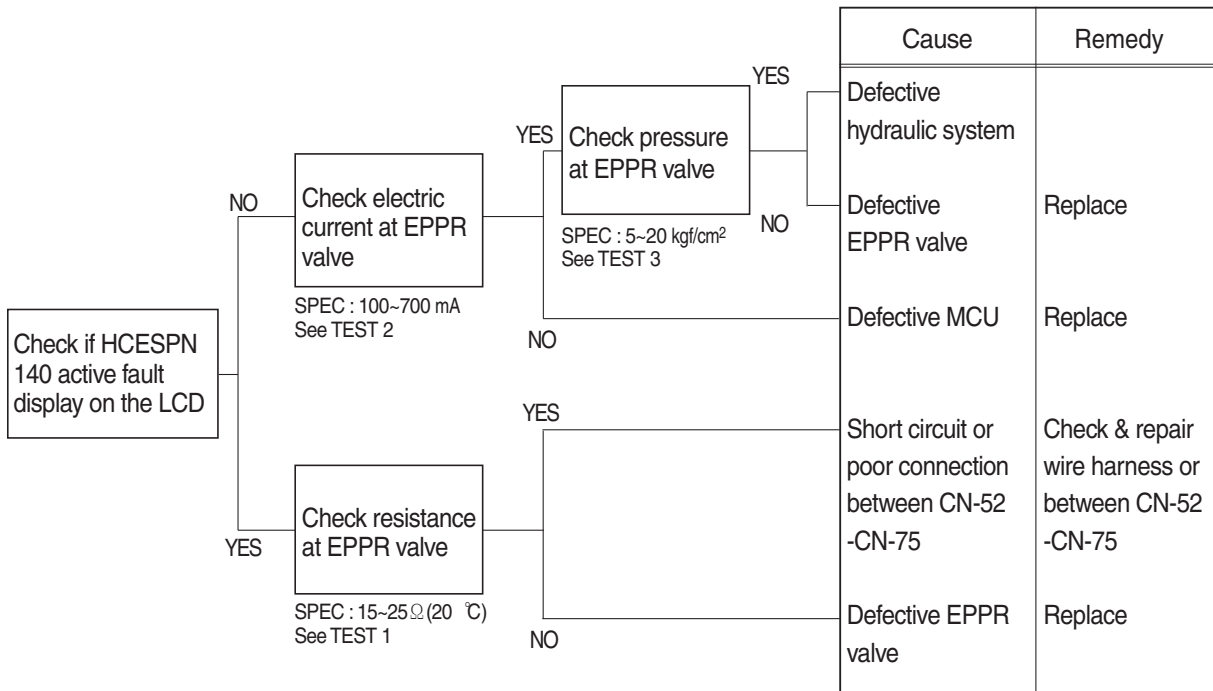 Cause
Remedy
YES
Defective
hydraulic system
YES
Check pressure
at EPPR valve
NO
Check electric
current at EPPR
valve
NO
Defective
EPPR valve
Replace
SPEC : 5~20 kgf/cm²
See TEST 3
SPEC : 100~700 mA
See TEST 2
NO
Defective MCU
Replace
Check if HCESPN
140 active fault
display on the LCD
YES
Short circuit or
poor connection
between CN-52
-CN-75
Check & repair
wire harness or
between CN-52
-CN-75
YES
Check resistance
at EPPR valve
SPEC : 15~25Ω(20 ℃)
See TEST 1
NO
Defective EPPR
valve
Replace